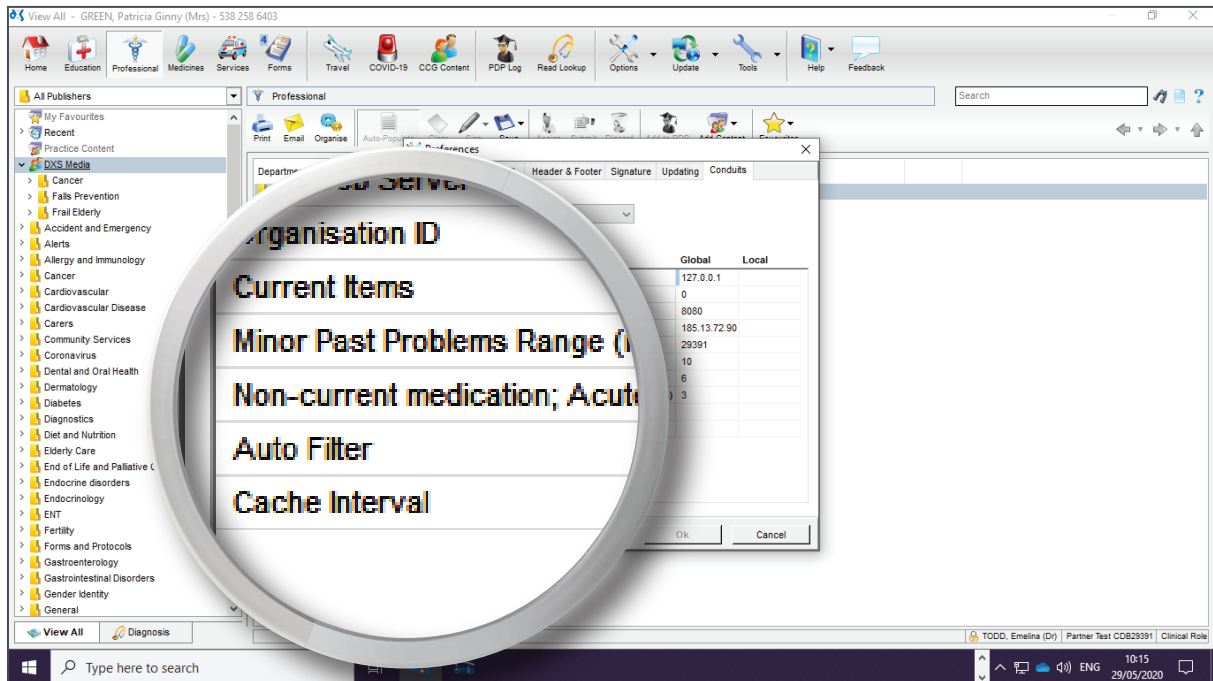 View All - GREEN, Patricia Ginny (Mrs) - 538 258 6403
Home Education Professional Medicines Services Forms Travel COVID-19 CCG Content PDP Log Read Lookup Options Update Tools Help Feedback
All Publishers Professional Search
My Favourites
Recent
Practice Content
DXS Media
Cancer
Falls Prevention
Frail Elderly
Accident and Emergency
Alerts
Allergy and Immunology
Cancer
Cardiovascular
Cardiovascular Disease
Carers
Community Services
Coronavirus
Dental and Oral Health
Dermatology
Diabetes
Diagnostics
Diet and Nutrition
Elderly Care
End of Life and Palliative
Endocrine disorders
Endocrinology
ENT
Fertility
Forms and Protocols
Gastroenterology
Gastrointestinal Disorders
Gender Identity
General
View All Diagnosis
Print Email Organise
Preferences
Header & Footer Signature Updating Conduits
Server
Organisation ID
Current Items
Minor Past Problems Range
Non-current medication; Acute
Auto Filter
Cache Interval
Global Local
127.0.0.1
0
8080
185.13.72.90
29391
10
6
3
Ok Cancel
TODD, Emelina (Dr) Partner Test CDB29391 Clinical Role
Type here to search
ENG
10:15
29/05/2020